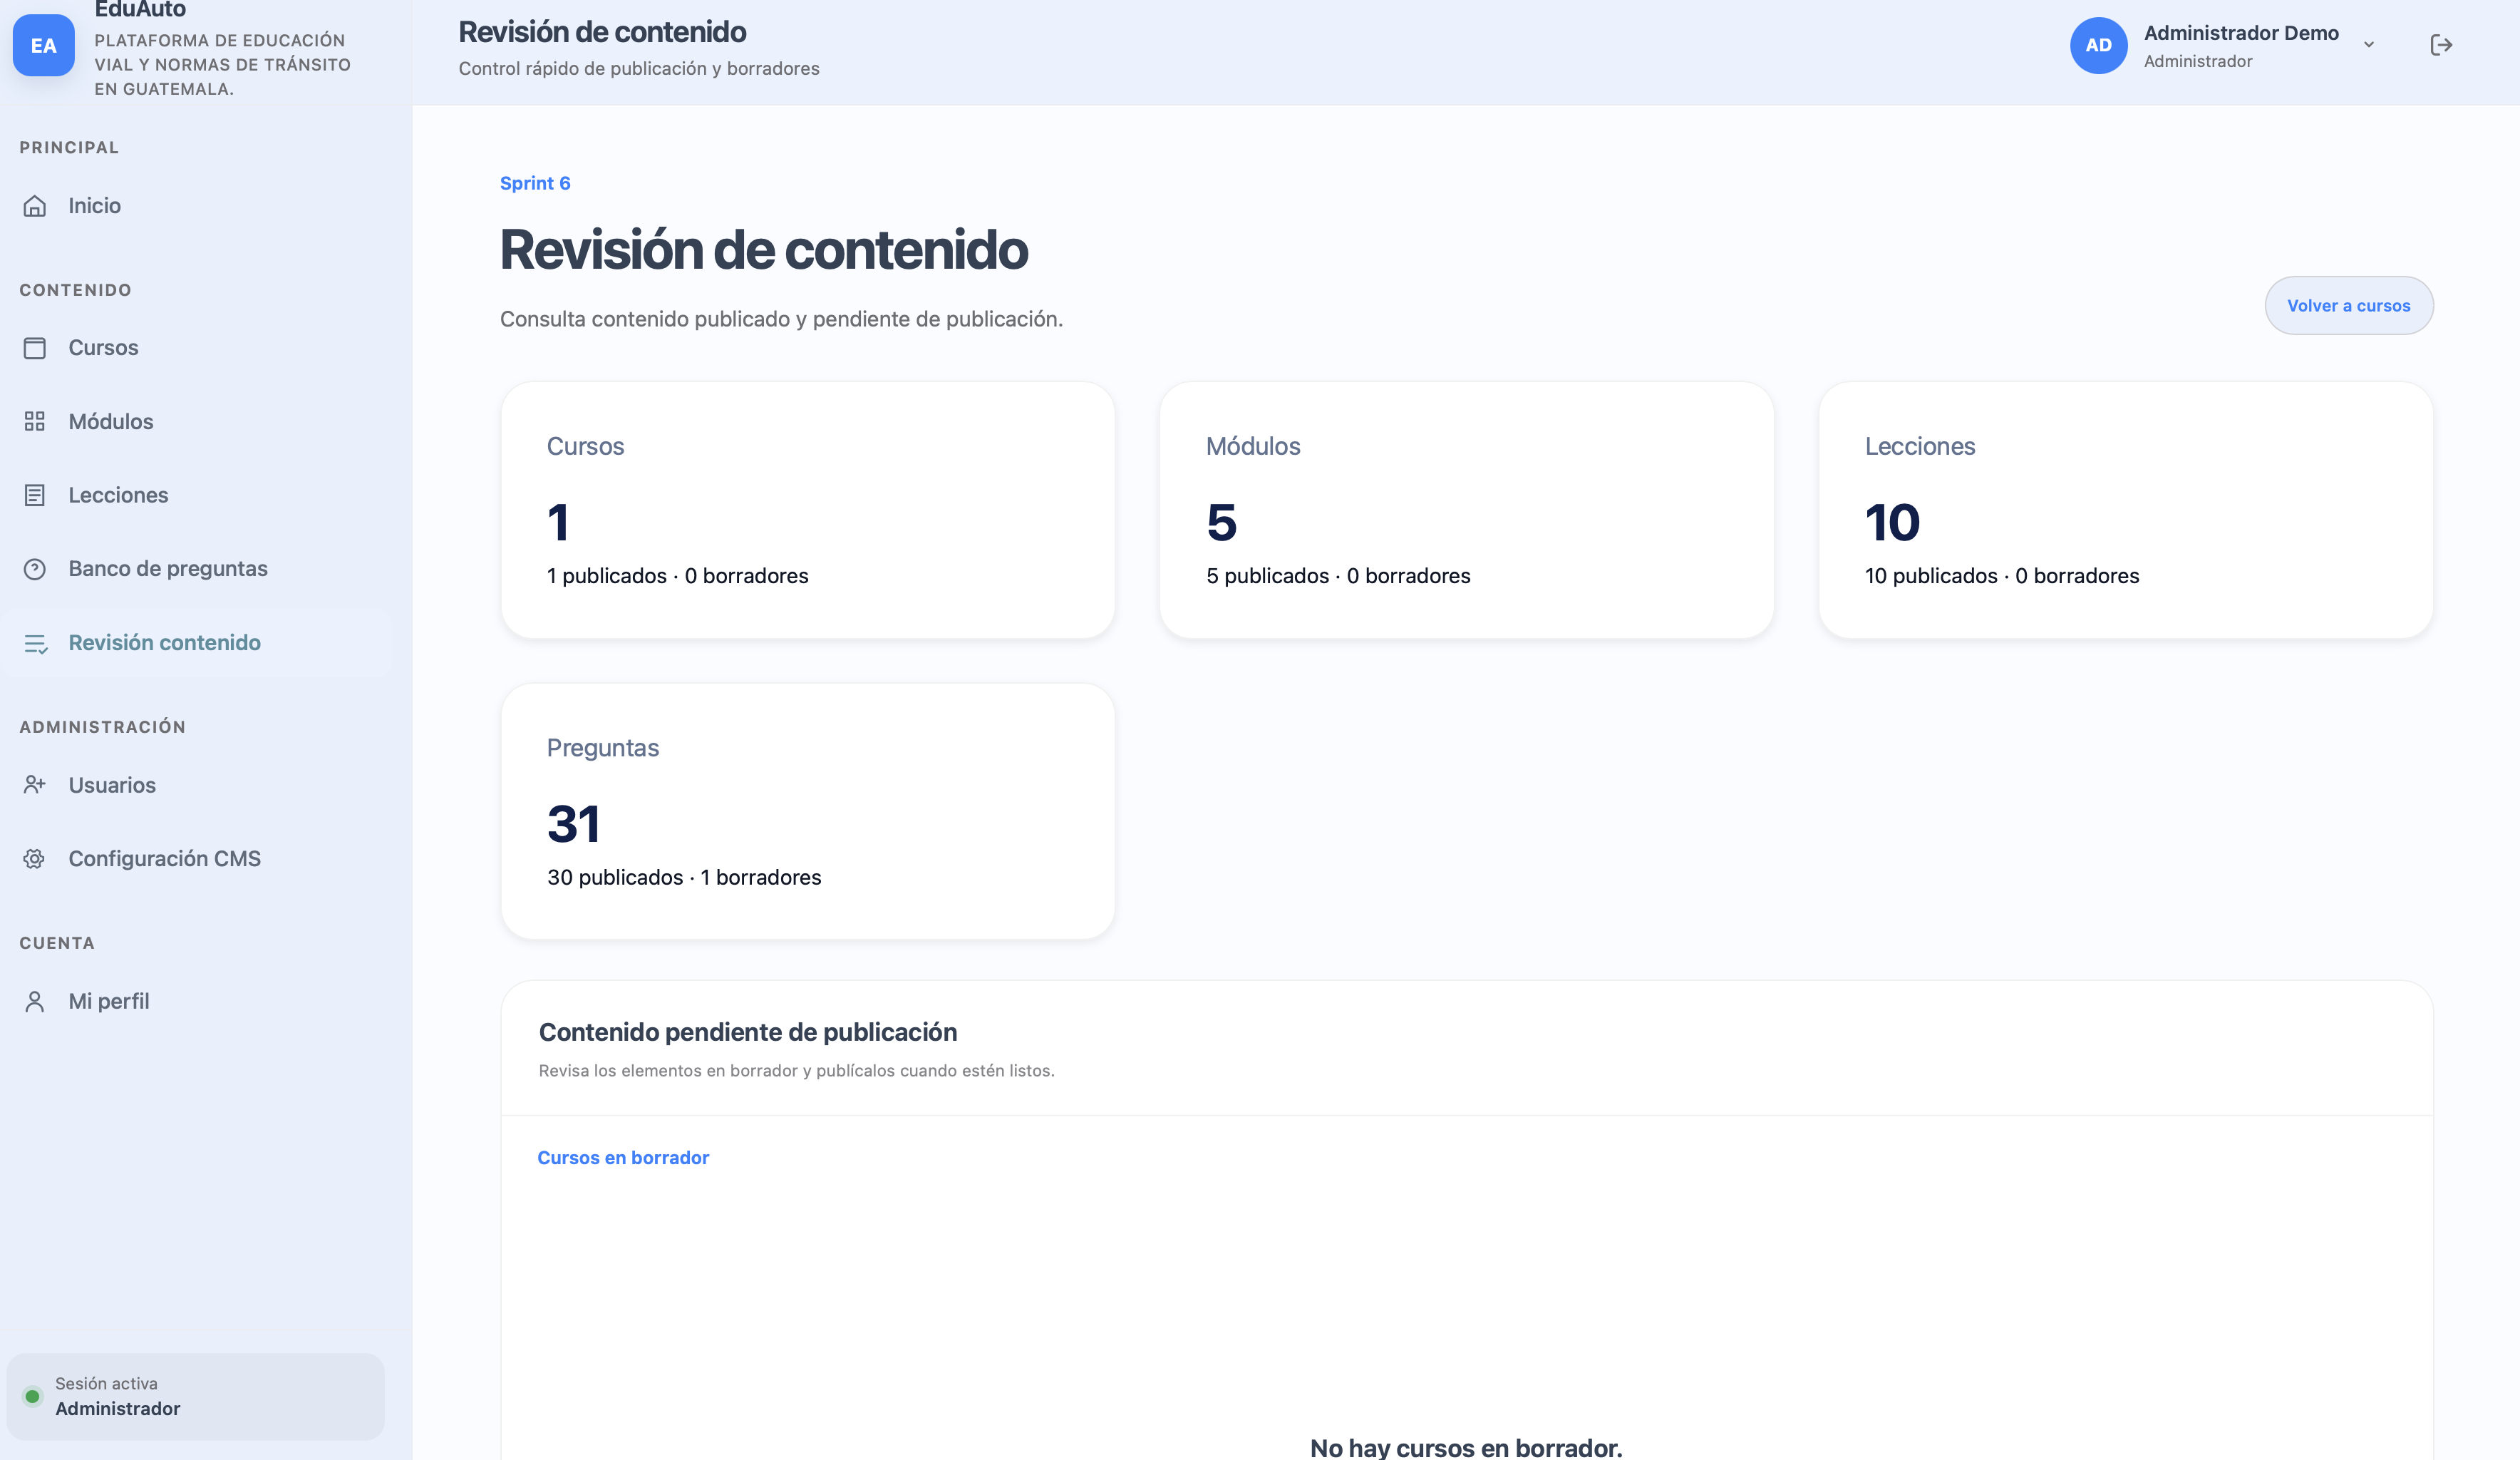 EA
EduAuto
PLATAFORMA DE EDUCACIÓN
VIAL Y NORMAS DE TRÁNSITO
EN GUATEMALA.
PRINCIPAL
Inicio
CONTENIDO
Cursos
Módulos
Lecciones
Banco de preguntas
Revisión contenido
ADMINISTRACIÓN
Usuarios
Configuración CMS
CUENTA
Mi perfil
Sesión activa
Administrador
Revisión de contenido
Control rápido de publicación y borradores
AD
Administrador Demo
Administrador
Sprint 6
Revisión de contenido
Consulta contenido publicado y pendiente de publicación.
Volver a cursos
Cursos
1
1 publicados · 0 borradores
Módulos
5
5 publicados · 0 borradores
Lecciones
10
10 publicados · 0 borradores
Preguntas
31
30 publicados · 1 borradores
Contenido pendiente de publicación
Revisa los elementos en borrador y publícalos cuando estén listos.
Cursos en borrador
No hay cursos en borrador.